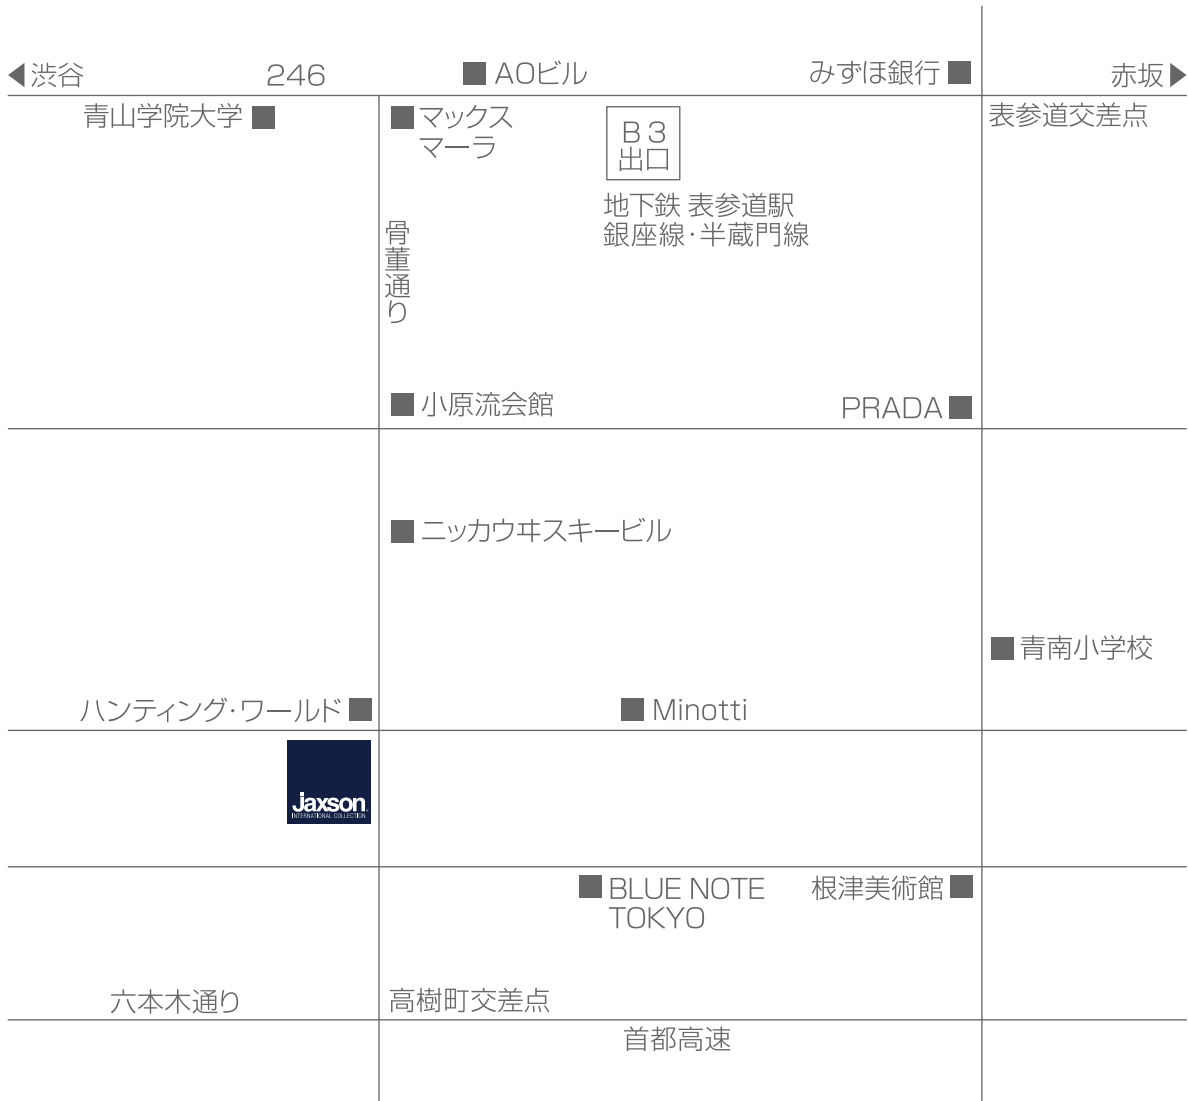 渋谷
246
AOビル
みずほ銀行
赤坂
青山学院大学
マックス
マーラ
B3
出口
表参道交差点
地下鉄 表参道駅
銀座線・半蔵門線
骨董通り
小原流会館
PRADA
ニッカウヰスキービル
青南小学校
ハンティング・ワールド
Minotti
Jaxson
INTERNATIONAL COLLECTION
BLUE NOTE
TOKYO
根津美術館
六本木通り
高樹町交差点
首都高速